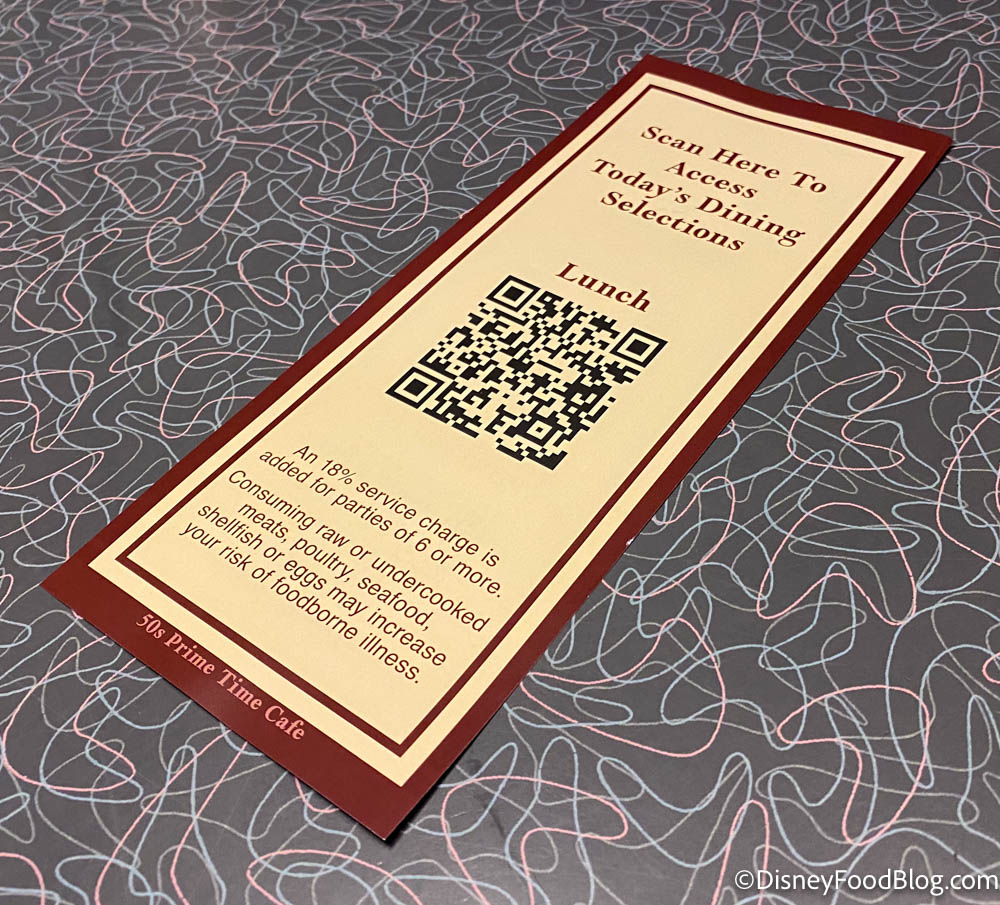 Scan Here To
Access
Today's Dining
Selections
Lunch
An 18% service charge is
added for parties of 6 or more.
Consuming raw or undercooked
meats, poultry, seafood,
shellfish or eggs may increase
your risk of foodborne illness.
50s Prime Time Cafe
©DisneyFoodBlog.com